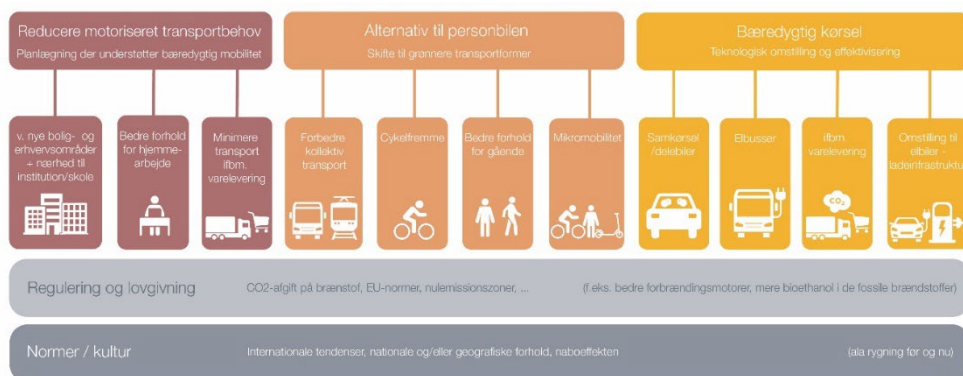 Reducere motoriseret transportbehov
Planlægning der understøtter bæredygtig mobilitet
v. nye bolig- og
erhvervsområder
÷ nærhed til
institution/skole
Bedre forhold
for hjemme-
arbejde
Minimere
transport
ifbm.
varelevering
Alternativ til personbilen
Skifte til grønnere transportformer
Forbedre
kollektiv
transport
Cykelfremme
Bedre forhold
for gående
Mikromobilitet
Bæredygtig kørsel
Teknologisk omstilling og effektivisering
Samkørsel
/delebiler
Elbusser
ifbm.
varelevering
CO₂
Omstilling til
elbiler -
ladeinfrastruktur
Regulering og lovgivning
CO2-afgift på brænstof, EU-normer, nulemissionzoner, ...
(f.eks. bedre forbrændingsmotorer, mere bioethanol i de fossile brændstoffer)
Normer / kultur
Internationale tendenser, nationale og/eller geografiske forhold, naboeffekten
(ala rygning før og nu)